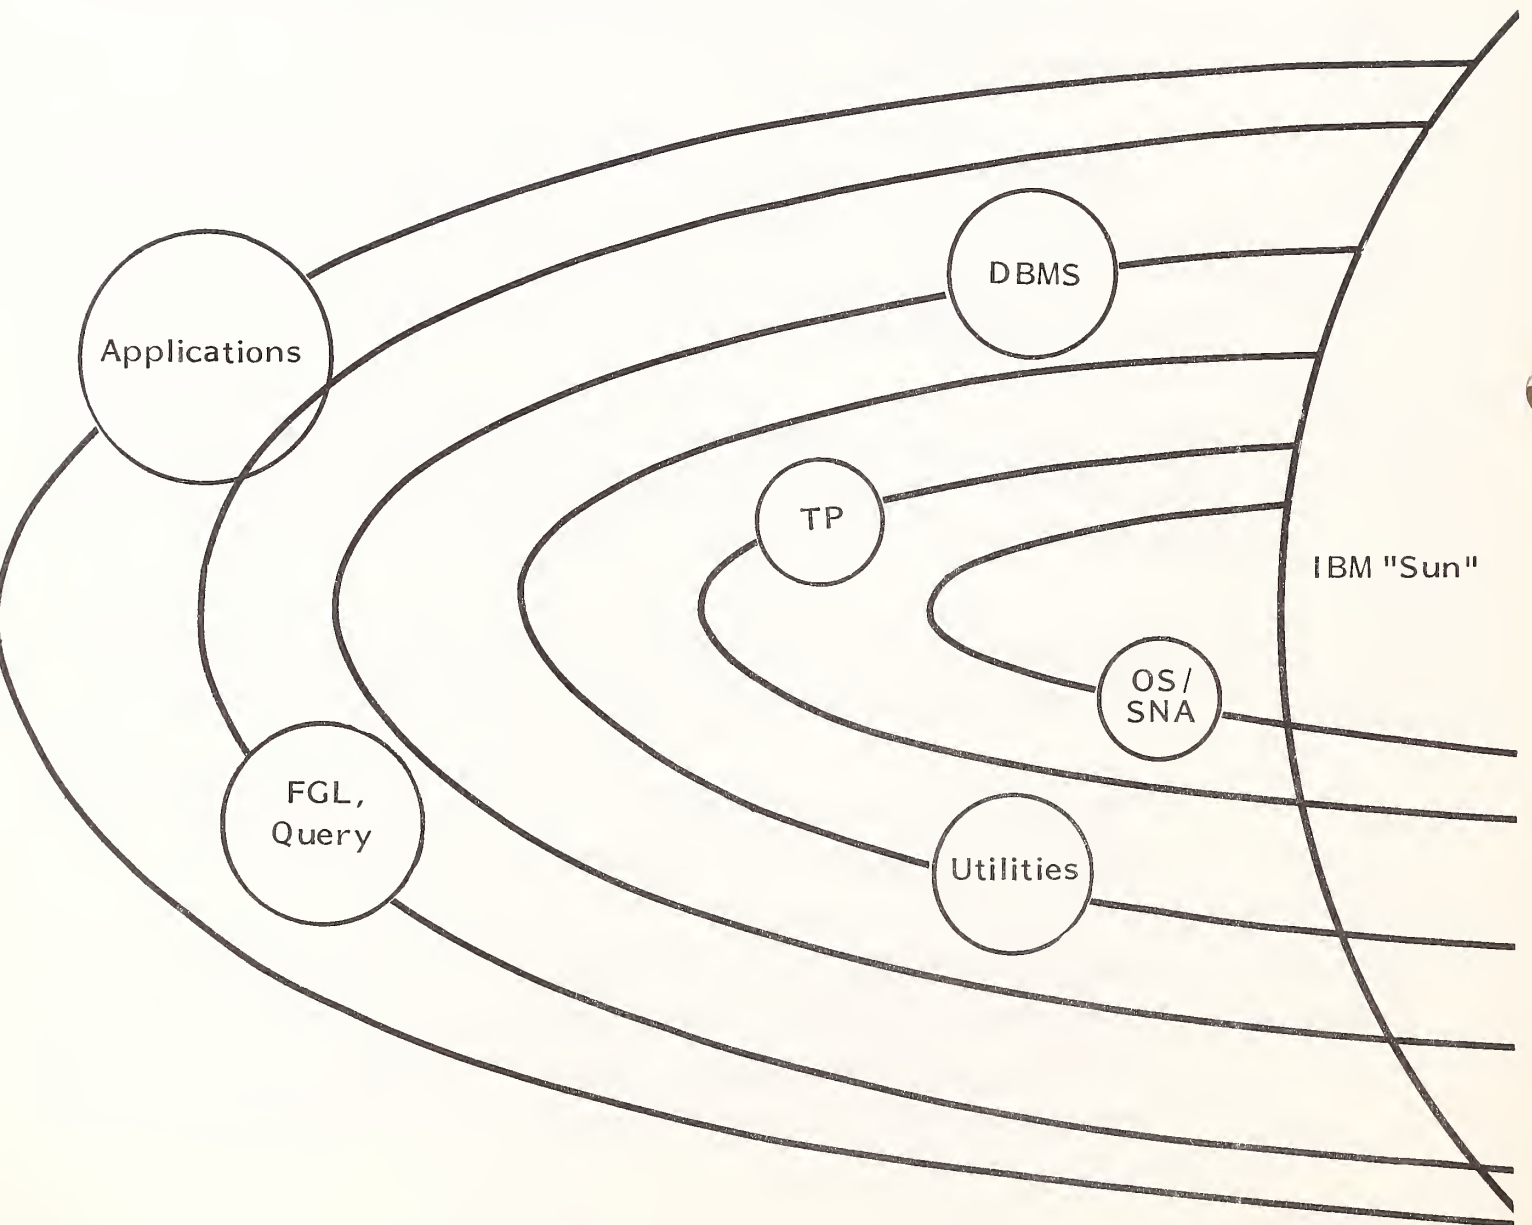 DBMS
Applications
TP
IBM "Sun"
OS/
SNA
FGL,
Query
Utilities